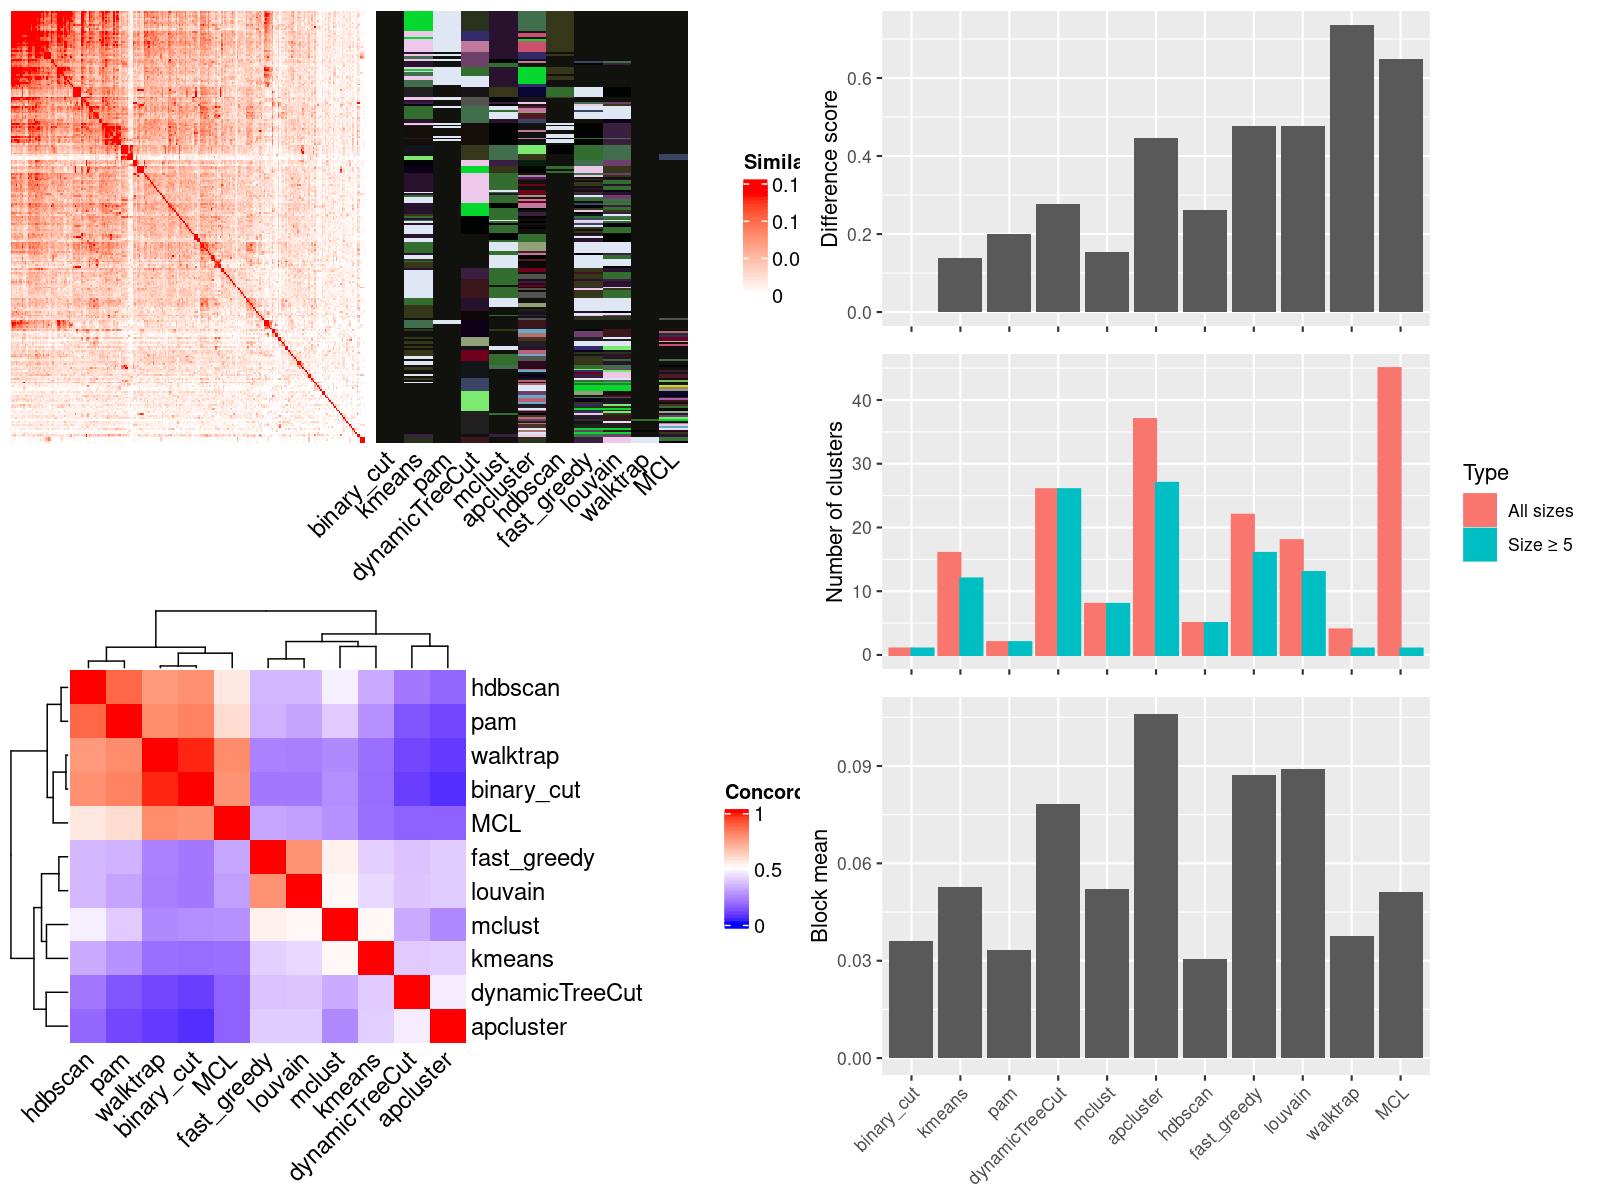 Simila
0.1
0.1
0.0
0
binary_cut
kmeans
pam
dynamicTreeCut
mclust
apcluster
hdbscan
fast_greedy
louvain
walktrap
MCL
hdbscan
pam
walktrap
binary_cut
MCL
fast_greedy
louvain
mclust
kmeans
dynamicTreeCut
apcluster
hdbscan
pam
walktrap
binary_cut
MCL
fast_greedy
louvain
mclust
kmeans
dynamicTreeCut
apcluster
Concord
1
0.5
0
Difference score
0.6
0.4
0.2
0.0
Number of clusters
40
30
20
10
0
Type
All sizes
Size ≥ 5
Block mean
0.09
0.06
0.03
0.00
binary_cut
kmeans
pam
dynamicTreeCut
mclust
apcluster
hdbscan
fast_greedy
louvain
walktrap
MCL